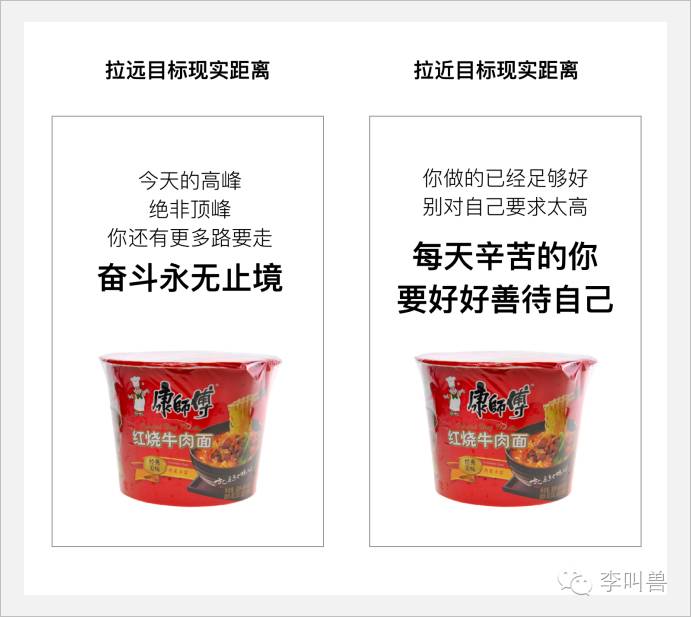 拉远目标现实距离
今天的高峰
绝非顶峰
你还有更多路要走
奋斗永无止境
康師傅
红烧牛肉面
拉近目标现实距离
你做的已经足够好
别对自己要求太高
每天辛苦的你
要好好善待自己
康師傅
红烧牛肉面
李叫兽